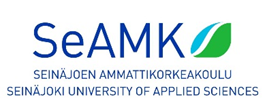 SeAMK
SEINÄJOEN AMMATTIKORKEAKOULU
SEINÄJOKI UNIVERSITY OF APPLIED SCIENCES